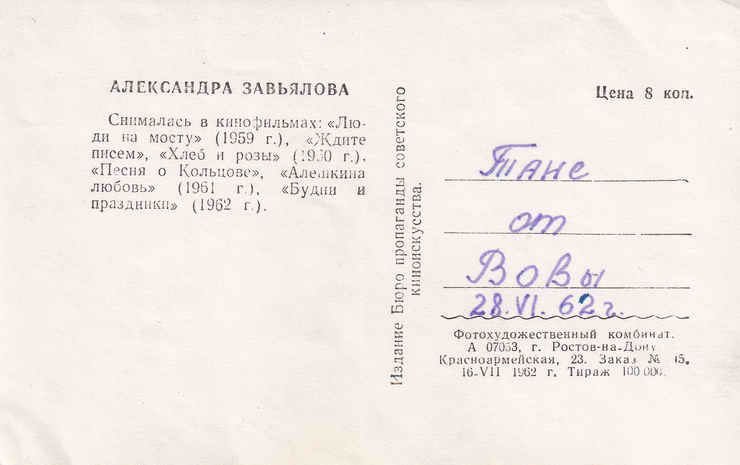 АЛЕКСАНДРА ЗАВЬЯЛОВА
Снималась в кинофильмах: «Лю-
ди на мосту» (1959 г.), «Ждите
писем», «Хлеб и розы» (1960 г.),
«Песня о Кольцове», «Алешкина
любовь» (1961 г.), «Будни и
праздники» (1962 г.).
Издание Бюро пропаганды советского
киноискусства.
Цена 8 коп.
Тане
от
Вовы
28.VI.62г.
Фотохудожественный комбинат.
А 07053, г. Ростов-на-Дону
Красноармейская, 23. Заказ №
16-VII 1962 г. Тираж 100 000.